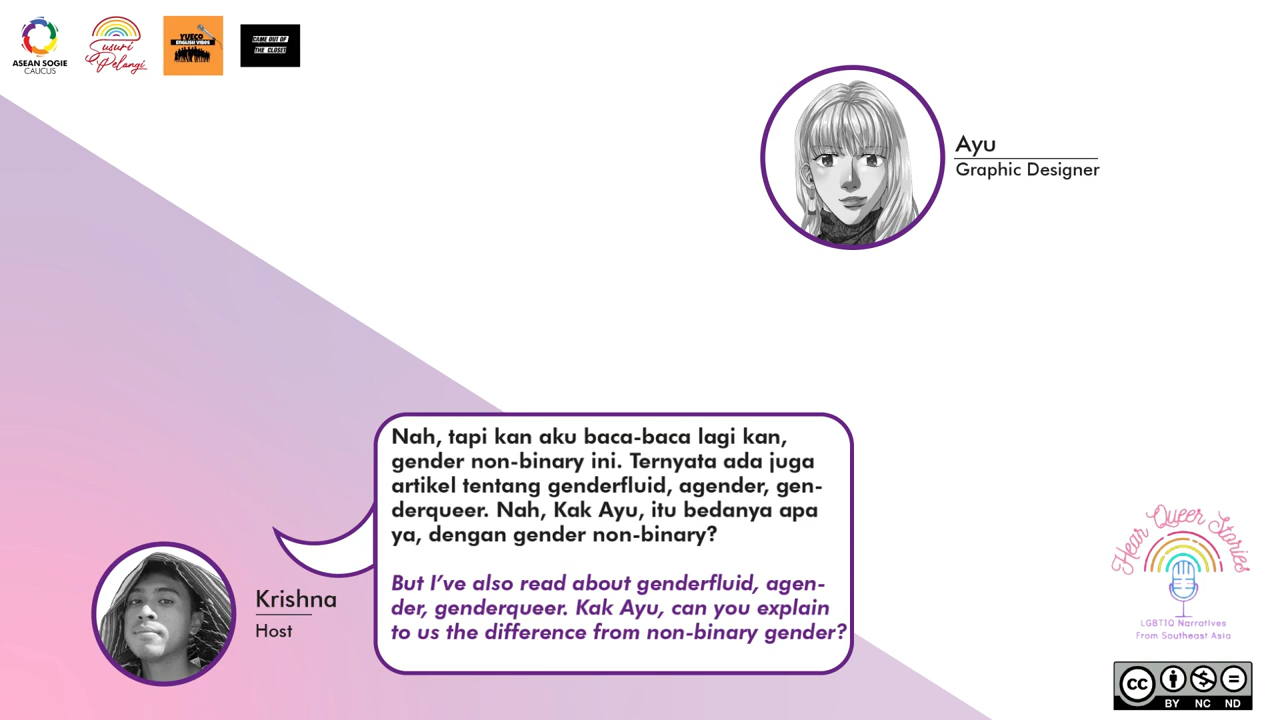 ASEAN SOGIE
CAUCUS
Susuri
Pelangi
YUECO
ENGLISH VIBES
CAME OUT OF
THE CLOSET
Ayu
Graphic Designer
Nah, tapi kan aku baca-baca lagi kan,
gender non-binary ini. Ternyata ada juga
artikel tentang genderfluid, agender, gen-
derqueer. Nah, Kak Ayu, itu bedanya apa
ya, dengan gender non-binary?
But I’ve also read about genderfluid, agen-
der, genderqueer. Kak Ayu, can you explain
to us the difference from non-binary gender?
Krishna
Host
Hear Queer Stories
LGBTIQ Narratives
From Southeast Asia
cc
BY NC ND